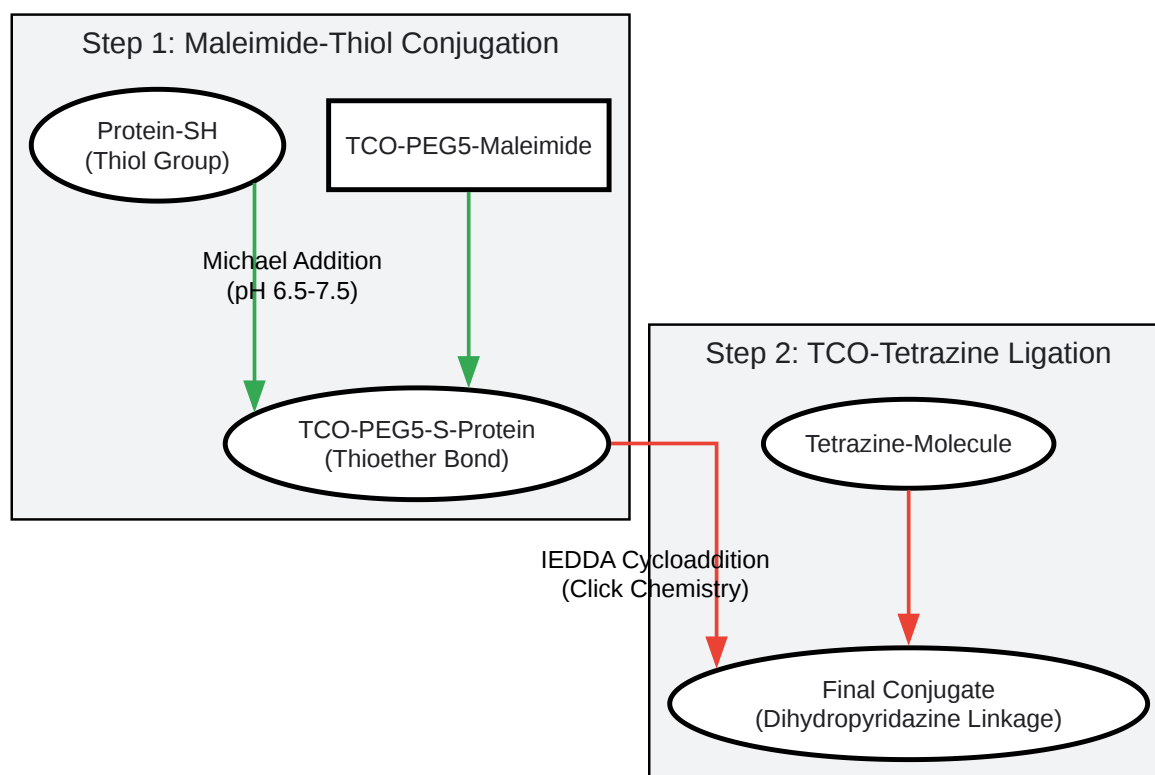 Step 1: Maleimide-Thiol Conjugation
Protein-SH
(Thiol Group)
TCO-PEG5-Maleimide
Michael Addition
(pH 6.5-7.5)
TCO-PEG5-S-Protein
(Thioether Bond)
Step 2: TCO-Tetrazine Ligation
Tetrazine-Molecule
IEDDA Cycloaddition
(Click Chemistry)
Final Conjugate
(Dihydropyridazine Linkage)